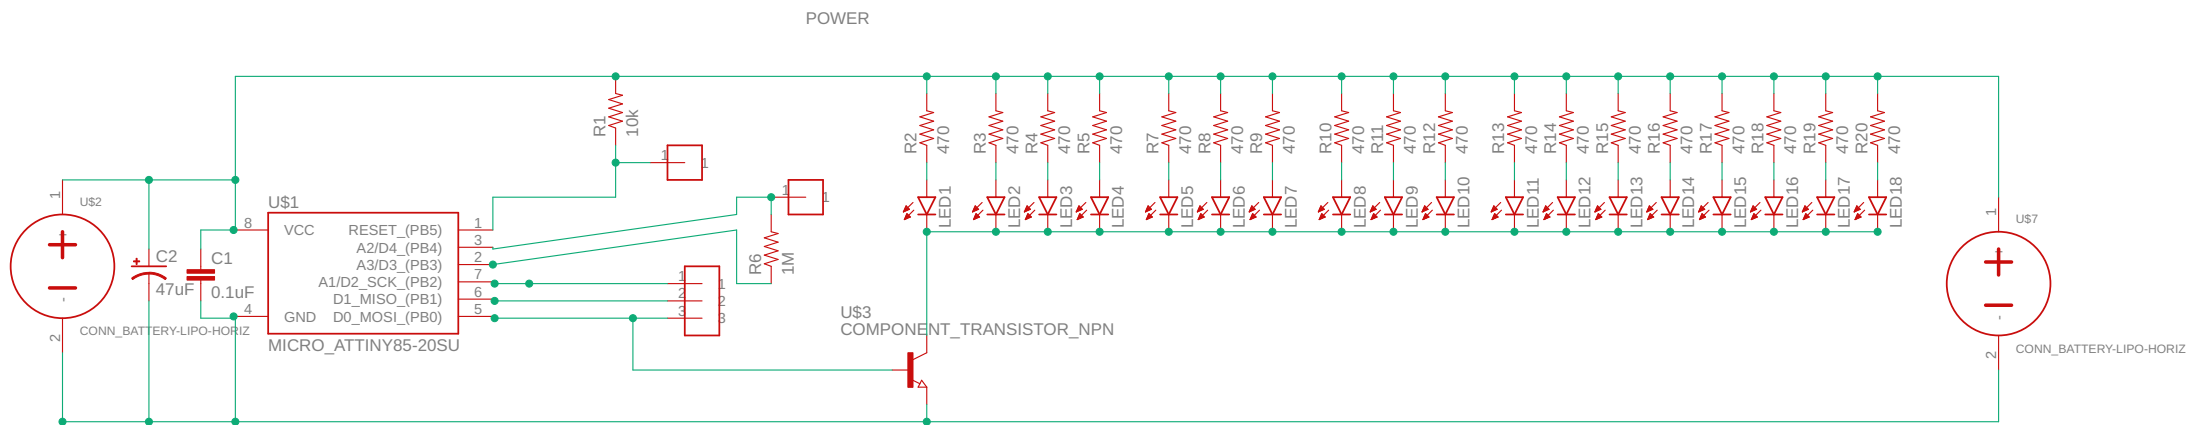 POWER
R1
10k
1
1
R2
470
R3
470
R4
470
R5
470
R7
470
R8
470
R9
470
R10
470
R11
470
R12
470
R13
470
R14
470
R15
470
R16
470
R17
470
R18
470
R19
470
R20
470
LED1
LED2
LED3
LED4
LED5
LED6
LED7
LED8
LED9
LED10
LED11
LED12
LED13
LED14
LED15
LED16
LED17
LED18
1
U$2
+
-
2
CONN_BATTERY-LIPO-HORIZ
C2
47uF
C1
0.1uF
U$1
8
VCC
4
GND
RESET_(PB5)
1
A2/D4_(PB4)
3
A3/D3_(PB3)
2
A1/D2_SCK_(PB2)
7
D1_MISO_(PB1)
6
D0_MOSI_(PB0)
5
MICRO_ATTINY85-20SU
1
1
R6
1M
1
1
2
2
3
3
U$3
COMPONENT_TRANSISTOR_NPN
1
U$7
+
-
2
CONN_BATTERY-LIPO-HORIZ